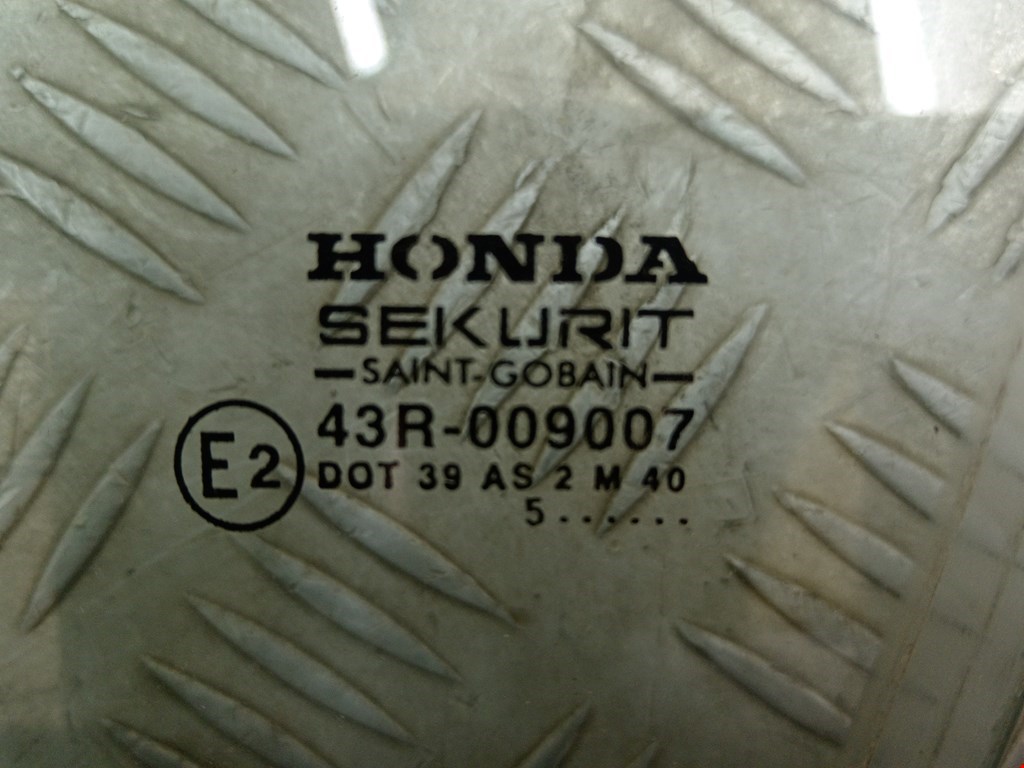 HONDA
SEKURIT
—SAINT-GOBAIN—
43R-009007
E2
DOT 39 AS 2 M 40
5......